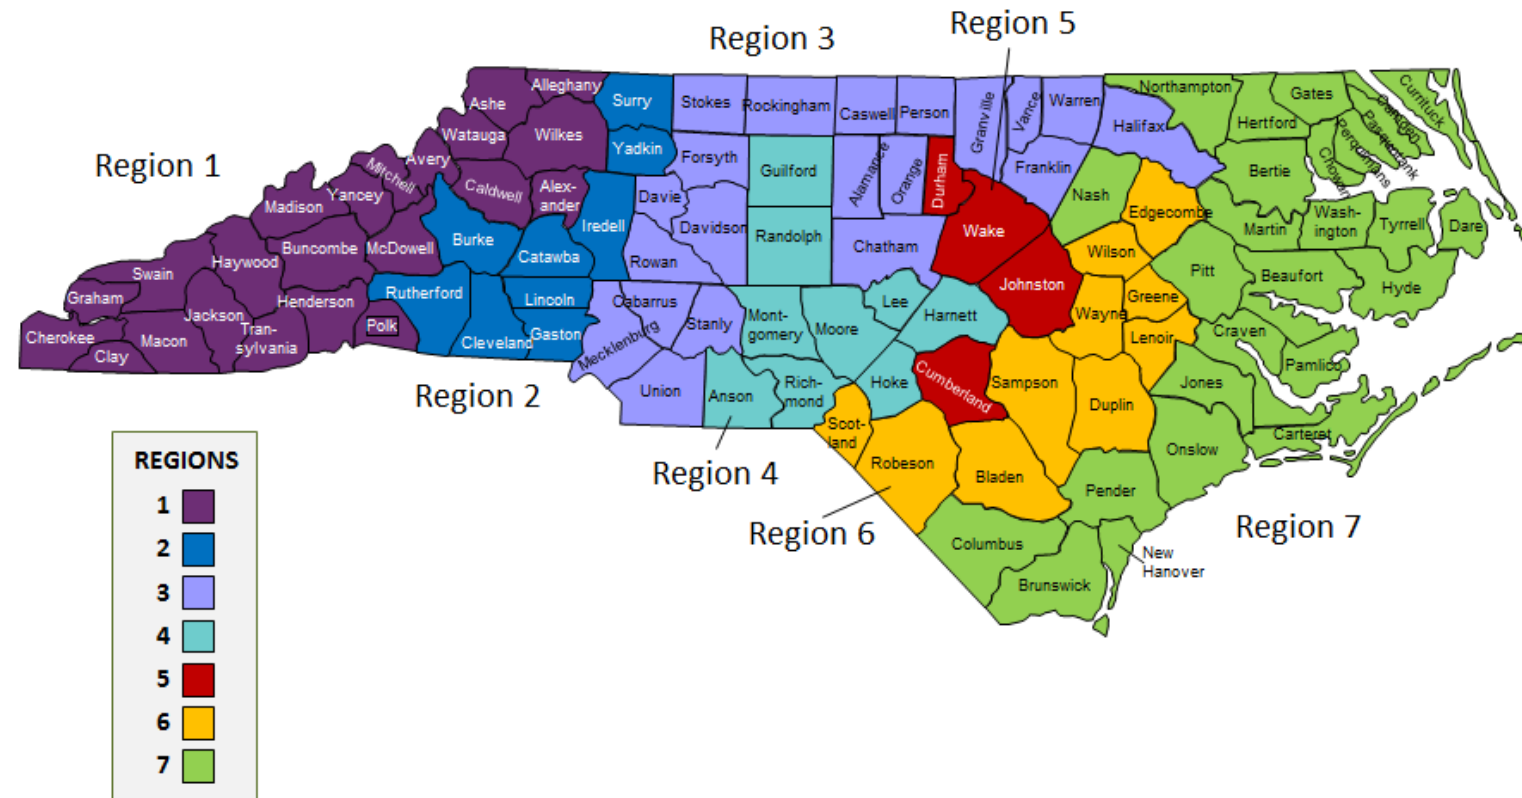 Region 5
Region 3
Region 1
Alleghany
Ashe
Surry
Stokes
Rockingham
Caswell
Person
Granville
Vance
Warren
Halifax
Northampton
Gates
Hertford
Camden
Currituck
Pasquotank
Perquimans
Chowan
Watauga
Wilkes
Yadkin
Forsyth
Guilford
Alamance
Orange
Durham
Franklin
Nash
Edgecombe
Bertie
Avery
Mitchell
Yancey
Caldwell
Alex-
ander
Iredell
Davie
Davidson
Randolph
Chatham
Wake
Wilson
Martin
Wash-
ington
Tyrrell
Dare
Madison
Buncombe
McDowell
Burke
Catawba
Rowan
Johnston
Pitt
Beaufort
Hyde
Swain
Haywood
Graham
Jackson
Henderson
Rutherford
Lincoln
Cabarrus
Stanly
Mont-
gomery
Moore
Lee
Harnett
Wayne
Greene
Lenoir
Craven
Pamlico
Cherokee
Clay
Macon
Tran-
sylvania
Polk
Cleveland
Gaston
Mecklenburg
Union
Anson
Rich-
mond
Hoke
Cumberland
Sampson
Duplin
Jones
Onslow
Carteret
Region 2
Scot-
land
Robeson
Bladen
Pender
Region 4
Region 6
Region 7
Columbus
Brunswick
New
Hanover
REGIONS
1
2
3
4
5
6
7